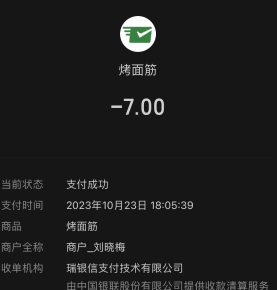 烤面筋
-7.00
当前状态 支付成功
支付时间 2023年10月23日 18:05:39
商品 烤面筋
商户全称 商户_刘晓梅
收单机构 瑞银信支付技术有限公司
由中国银联股份有限公司提供收款清算服务